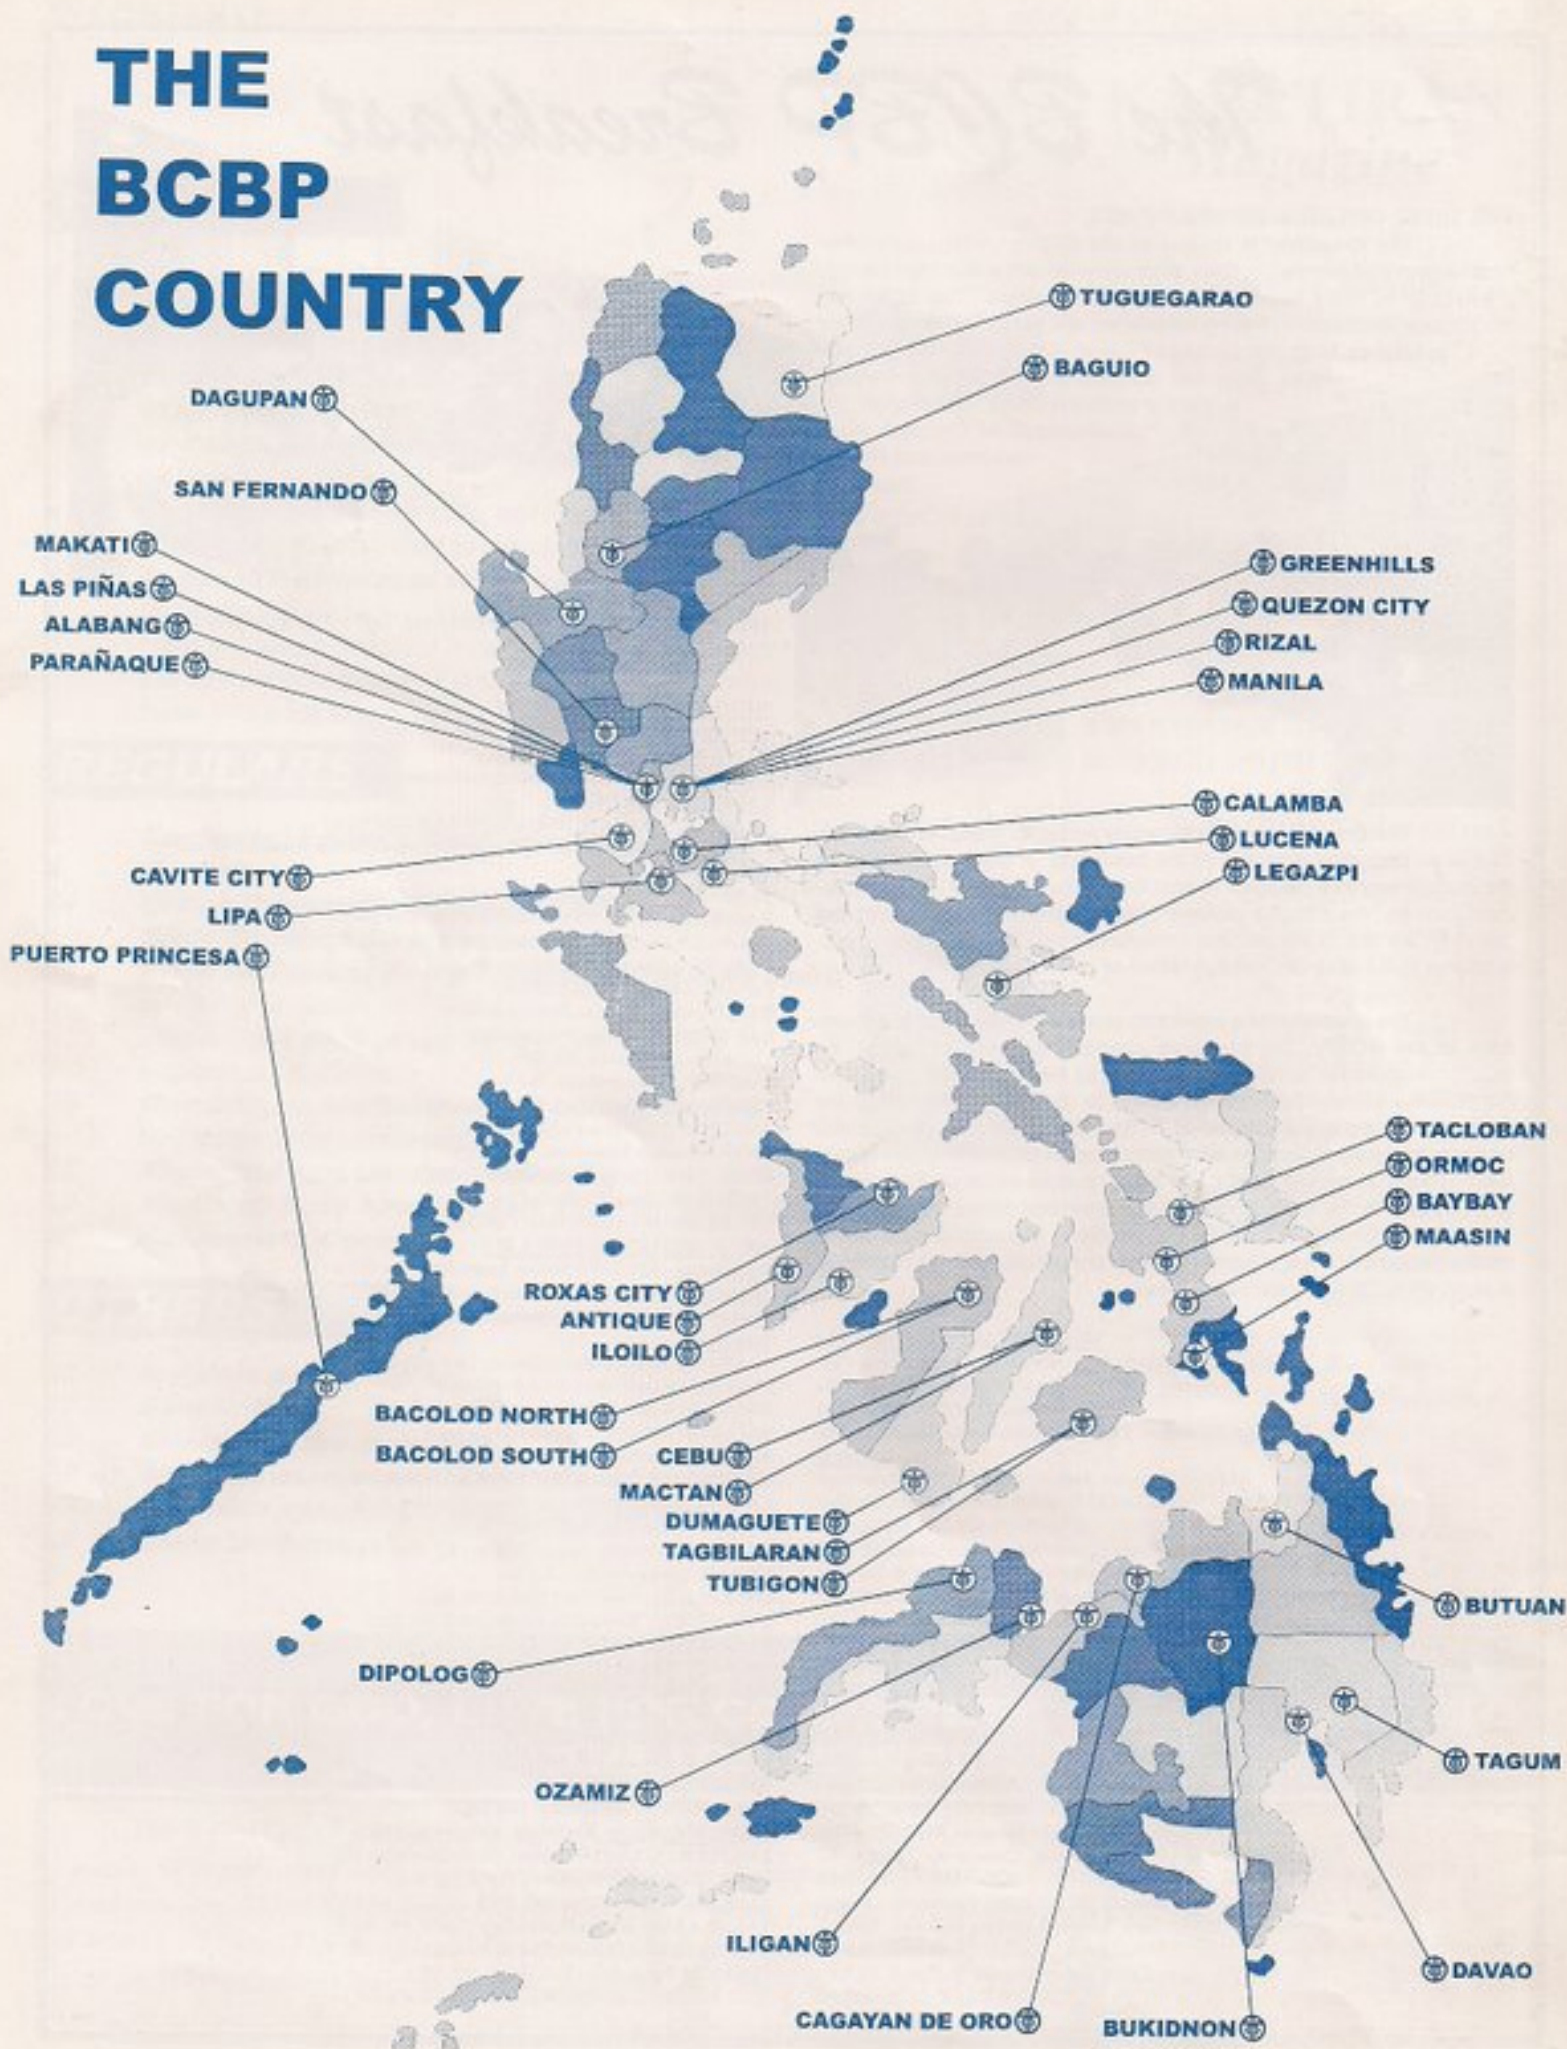 THE
BCBP
COUNTRY
TUGUEGARAO
BAGUIO
DAGUPAN
SAN FERNANDO
MAKATI
LAS PIÑAS
ALABANG
PARAÑAQUE
GREENHILLS
QUEZON CITY
RIZAL
MANILA
CALAMBA
LUCENA
LEGAZPI
CAVITE CITY
LIPA
PUERTO PRINCESA
TACLOBAN
ORMOC
BAYBAY
MAASIN
ROXAS CITY
ANTIQUE
ILOILO
BACOLOD NORTH
BACOLOD SOUTH
CEBU
MACTAN
DUMAGUETE
TAGBILARAN
TUBIGON
BUTUAN
DIPOLOG
TAGUM
OZAMIZ
ILIGAN
DAVAO
CAGAYAN DE ORO
BUKIDNON